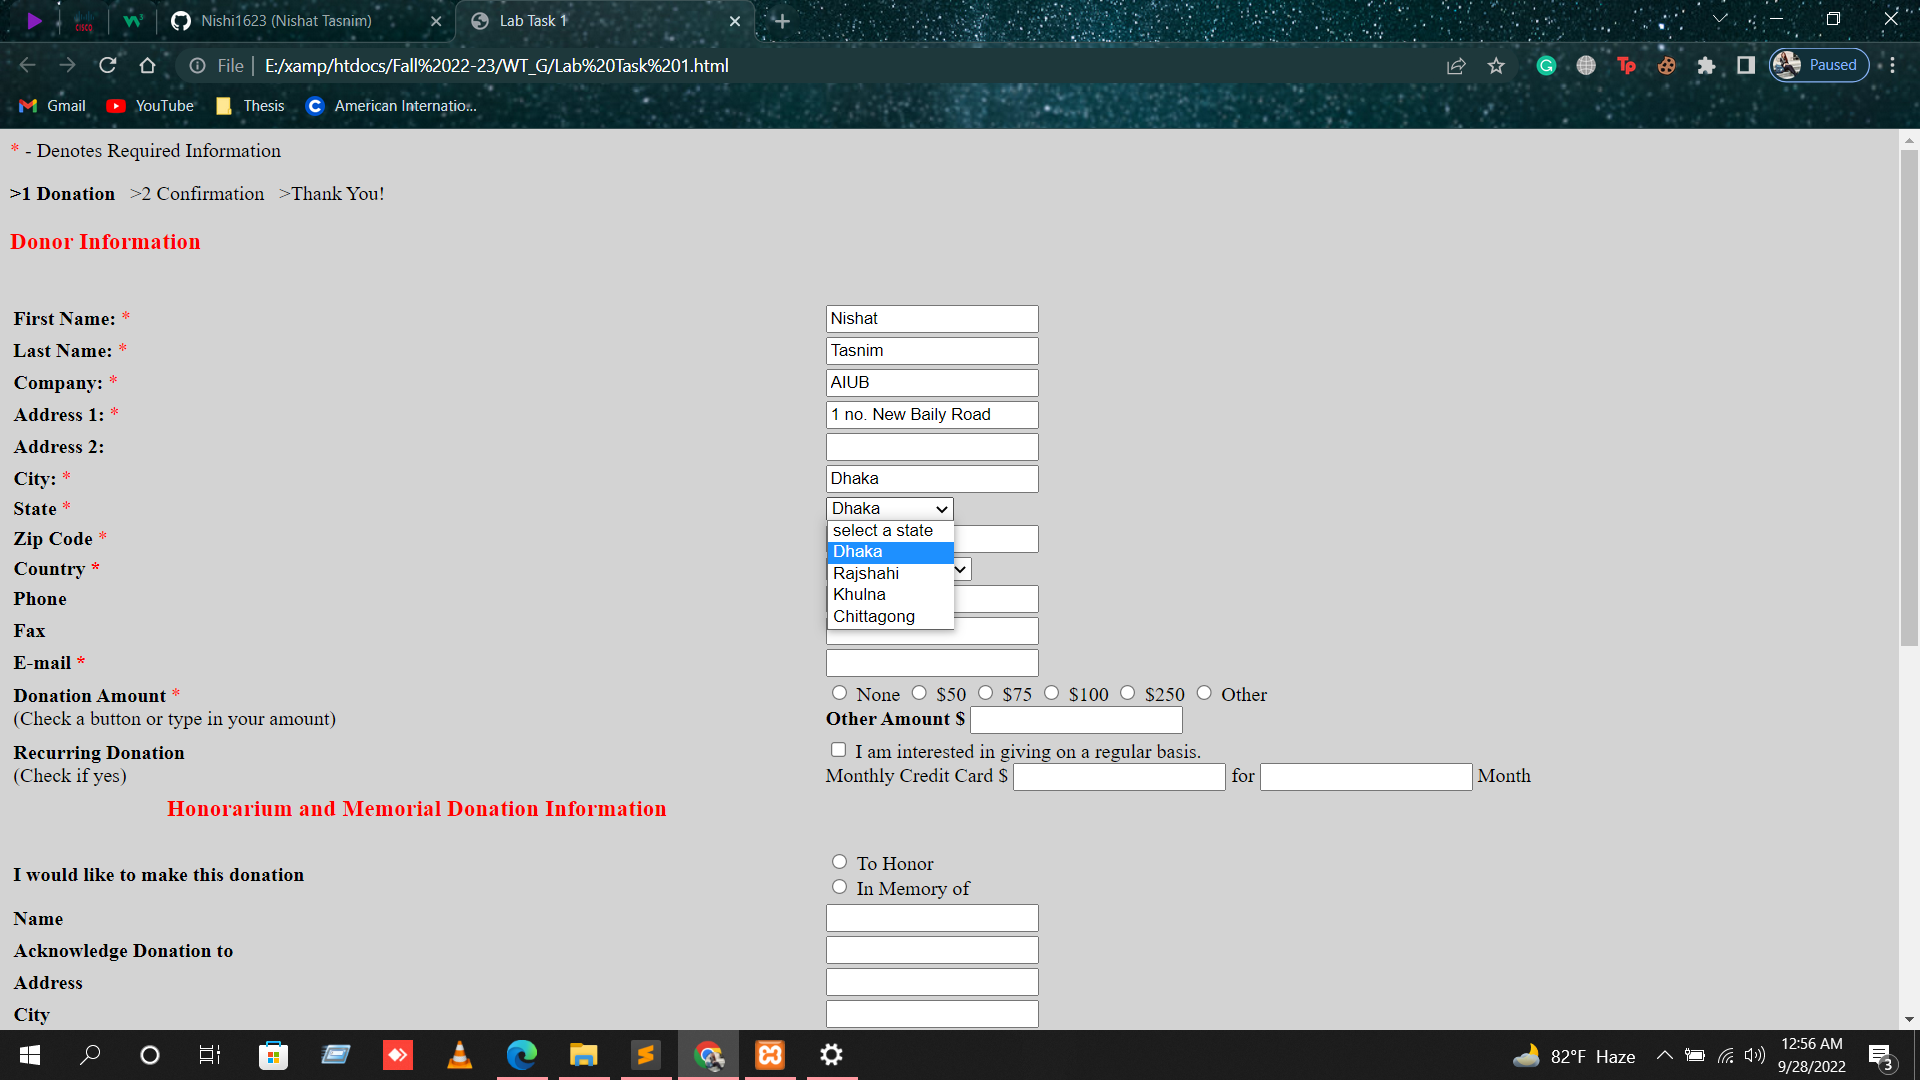 Nishi1623 (Nishat Tasnim)
Lab Task 1
File
E:/xamp/htdocs/Fall%2022-23/WT_G/Lab%20Task%201.html
Paused
Gmail
YouTube
Thesis
American Internatio...
* - Denotes Required Information
>1 Donation >2 Confirmation >Thank You!
Donor Information
First Name: * Nishat
Last Name: * Tasnim
Company: * AIUB
Address 1: * 1 no. New Baily Road
Address 2:
City: * Dhaka
State * Dhaka
select a state
Dhaka
Rajshahi
Khulna
Chittagong
Zip Code *
Country *
Phone
Fax
E-mail *
Donation Amount * None $50 $75 $100 $250 Other
(Check a button or type in your amount) Other Amount $
Recurring Donation I am interested in giving on a regular basis.
(Check if yes) Monthly Credit Card $ for Month
Honorarium and Memorial Donation Information
I would like to make this donation
To Honor
In Memory of
Name
Acknowledge Donation to
Address
City
82°F Haze
12:56 AM
9/28/2022
3